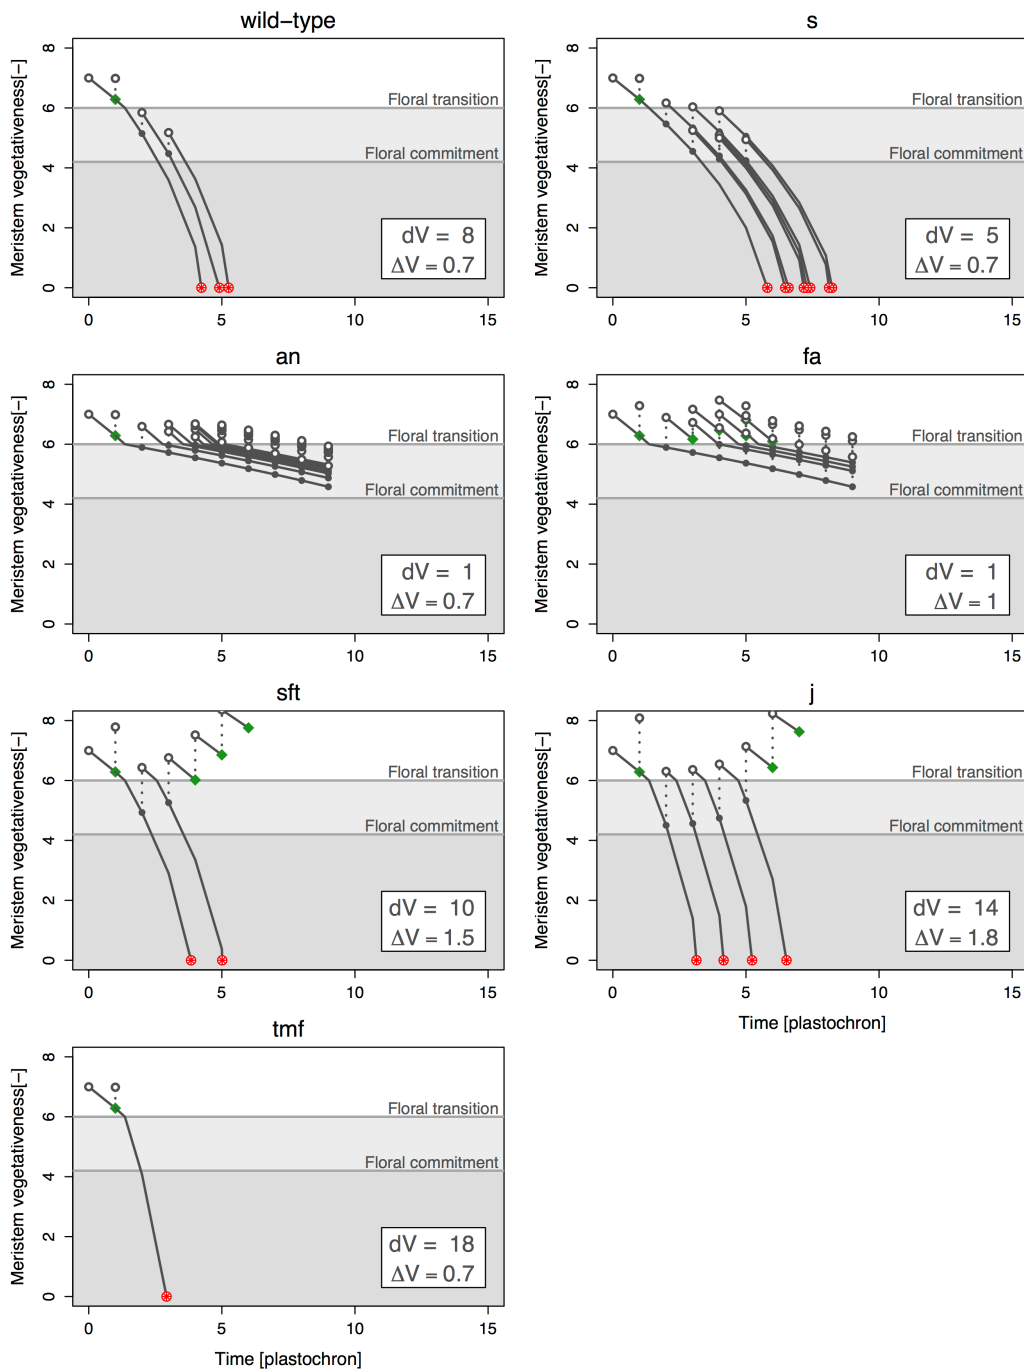 wild−type
Meristem vegetativeness[−]
8
6
4
2
0
Floral transition
Floral commitment
dV = 8
ΔV = 0.7
0 5 10 15
s
Meristem vegetativeness[−]
8
6
4
2
0
Floral transition
Floral commitment
dV = 5
ΔV = 0.7
0 5 10 15
an
Meristem vegetativeness[−]
8
6
4
2
0
Floral transition
Floral commitment
dV = 1
ΔV = 0.7
0 5 10 15
fa
Meristem vegetativeness[−]
8
6
4
2
0
Floral transition
Floral commitment
dV = 1
ΔV = 1
0 5 10 15
sft
Meristem vegetativeness[−]
8
6
4
2
0
Floral transition
Floral commitment
dV = 10
ΔV = 1.5
0 5 10 15
j
Meristem vegetativeness[−]
8
6
4
2
0
Floral transition
Floral commitment
dV = 14
ΔV = 1.8
0 5 10 15
Time [plastochron]
tmf
Meristem vegetativeness[−]
8
6
4
2
0
Floral transition
Floral commitment
dV = 18
ΔV = 0.7
0 5 10 15
Time [plastochron]